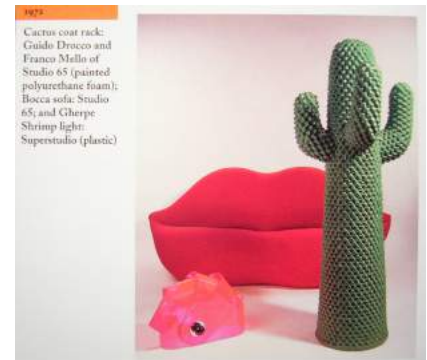 1972
Cactus coat rack:
Guido Drocco and
Franco Mello of
Studio 65 (painted
polyurethane foam);
Bocca sofa: Studio
65; and Gherpe
Shrimp light:
Superstudio (plastic)